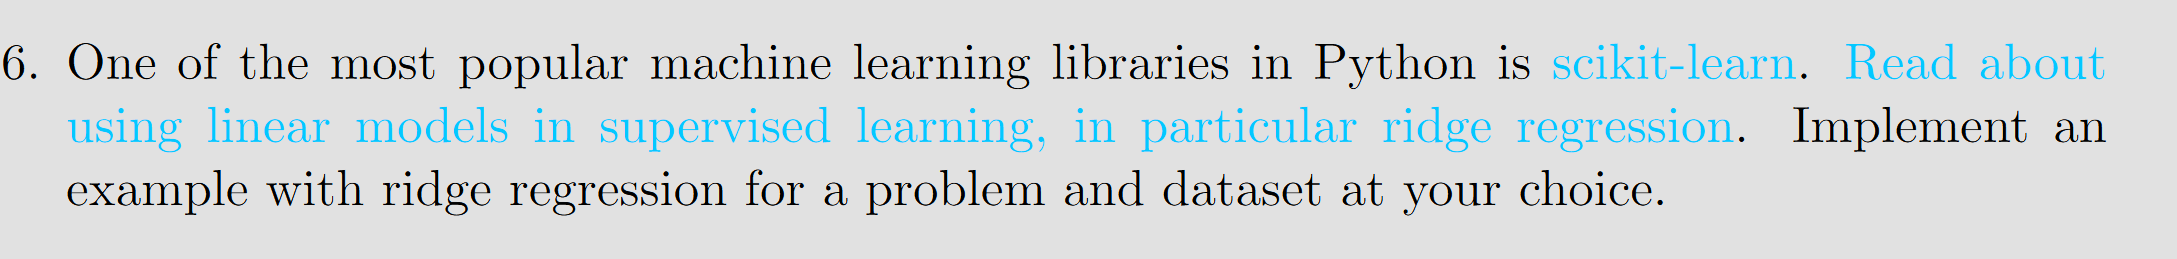 6. One of the most popular machine learning libraries in Python is scikit-learn. Read about
using linear models in supervised learning, in particular ridge regression. Implement an
example with ridge regression for a problem and dataset at your choice.